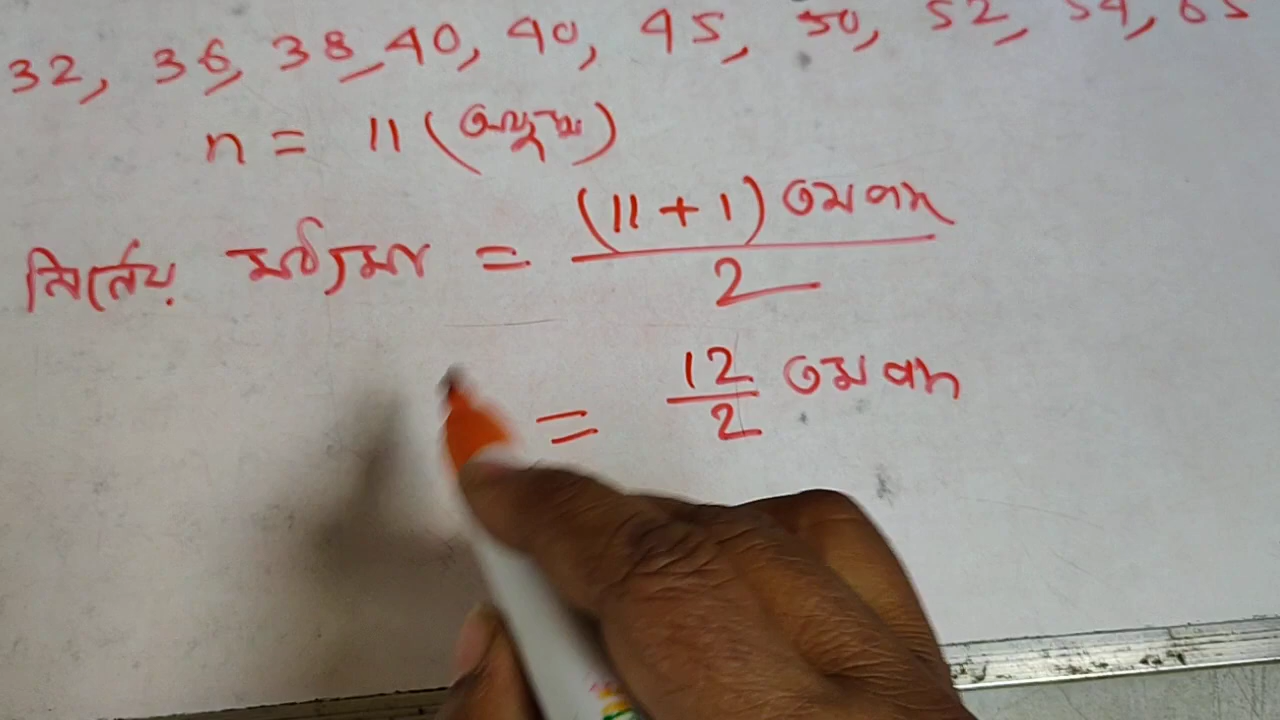 32, 36, 38, 40, 40, 45, 50, 52, 54, 65
n = 11 (অযুগ্ম)
নির্ণেয় মধ্যমা = (11 + 1) তম পদ / 2
= 12/2 তম পদ